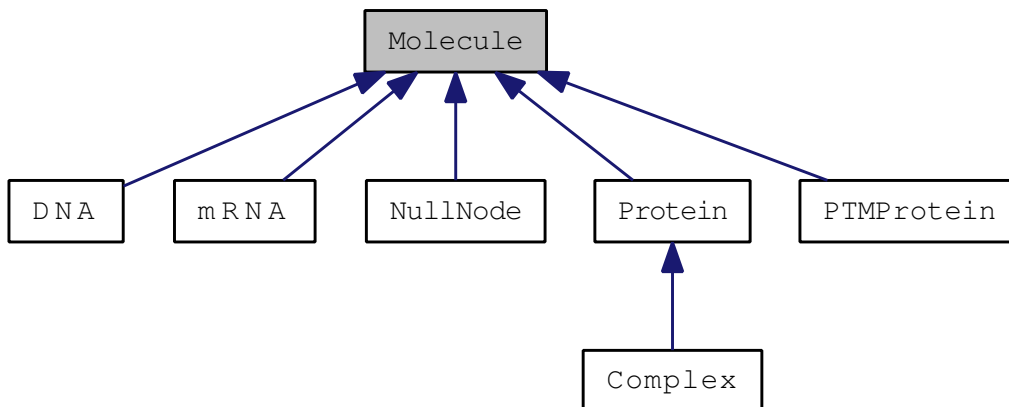 Molecule
DNA
mRNA
NullNode
Protein
PTMProtein
Complex